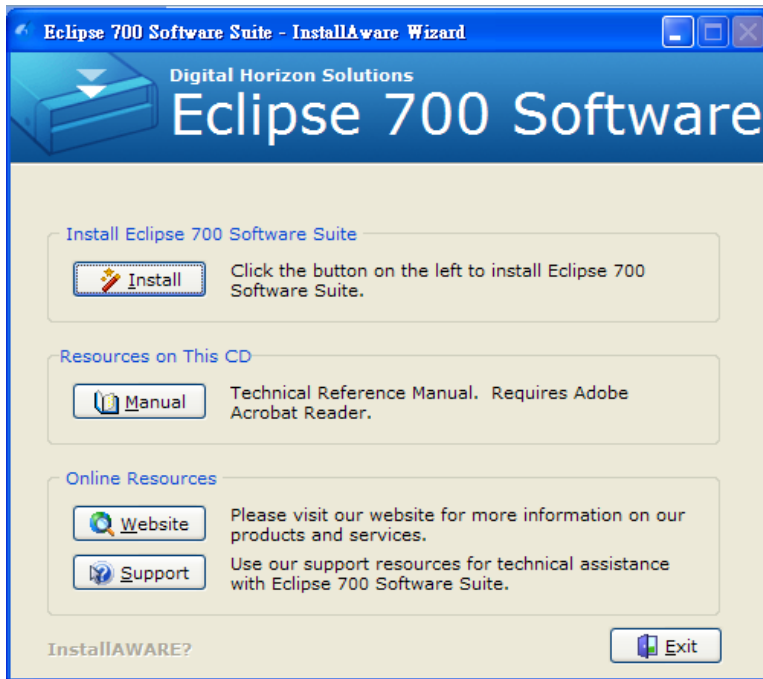 Eclipse 700 Software Suite - InstallAware Wizard
Digital Horizon Solutions
Eclipse 700 Software
Install Eclipse 700 Software Suite
Install
Click the button on the left to install Eclipse 700
Software Suite.
Resources on This CD
Manual
Technical Reference Manual.  Requires Adobe
Acrobat Reader.
Online Resources
Website
Please visit our website for more information on our
products and services.
Support
Use our support resources for technical assistance
with Eclipse 700 Software Suite.
InstallAWARE?
Exit